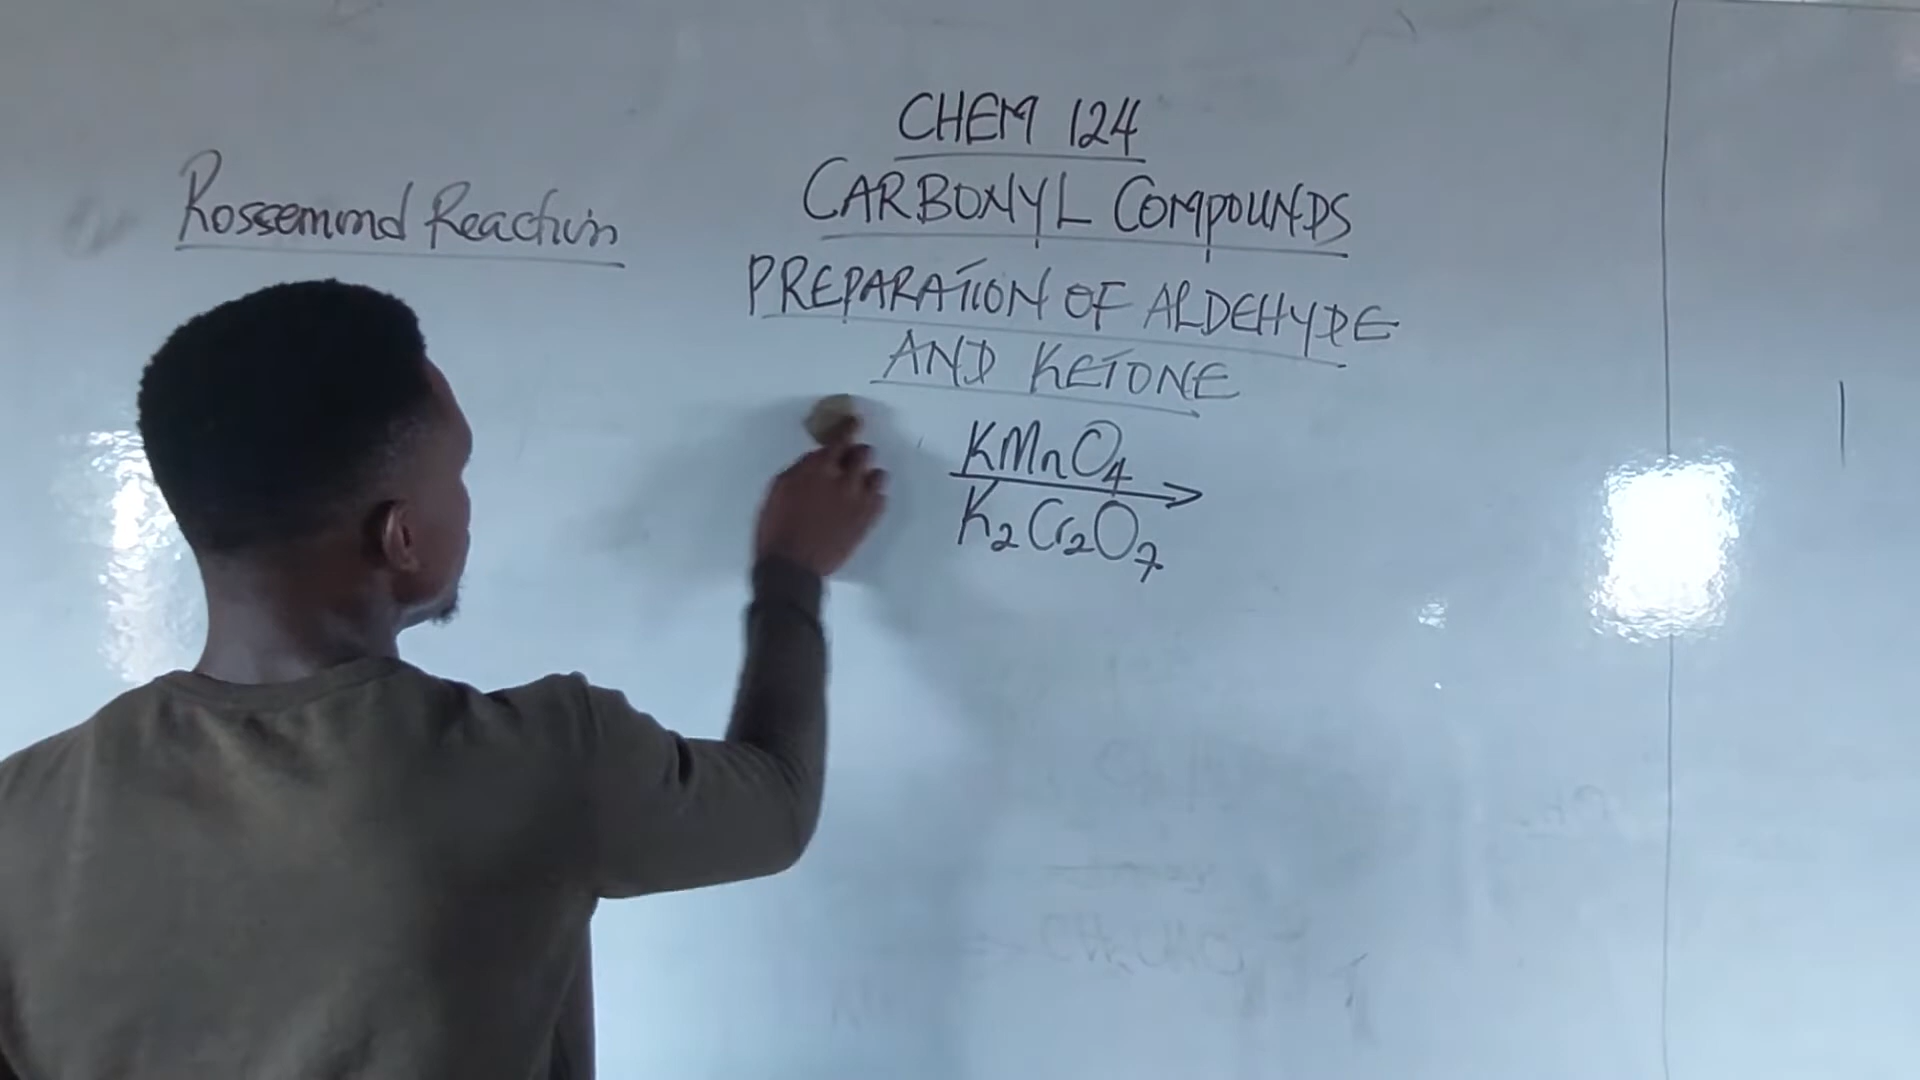 CHEM 124
CARBONYL COMPOUNDS
PREPARATION OF ALDEHYDE
AND KETONE
Rossemund Reaction
KMnO4
K2Cr2O7